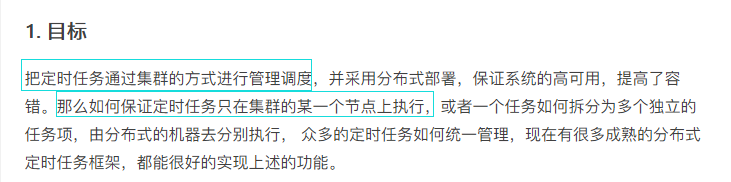 1. 目标
把定时任务通过集群的方式进行管理调度，并采用分布式部署，保证系统的高可用，提高了容
错。那么如何保证定时任务只在集群的某一个节点上执行，或者一个任务如何拆分为多个独立的
任务项，由分布式的机器去分别执行， 众多的定时任务如何统一管理，现在有很多成熟的分布式
定时任务框架，都能很好的实现上述的功能。